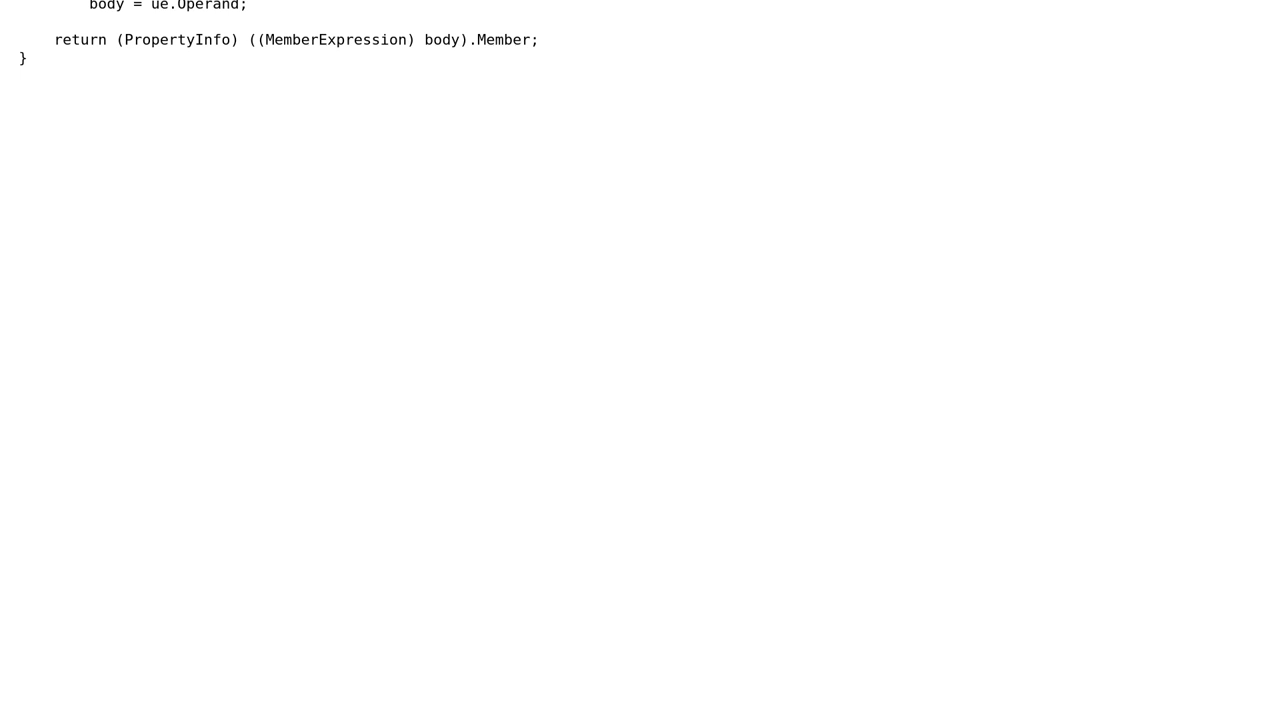 body = ue.Operand;

    return (PropertyInfo) ((MemberExpression) body).Member;
}